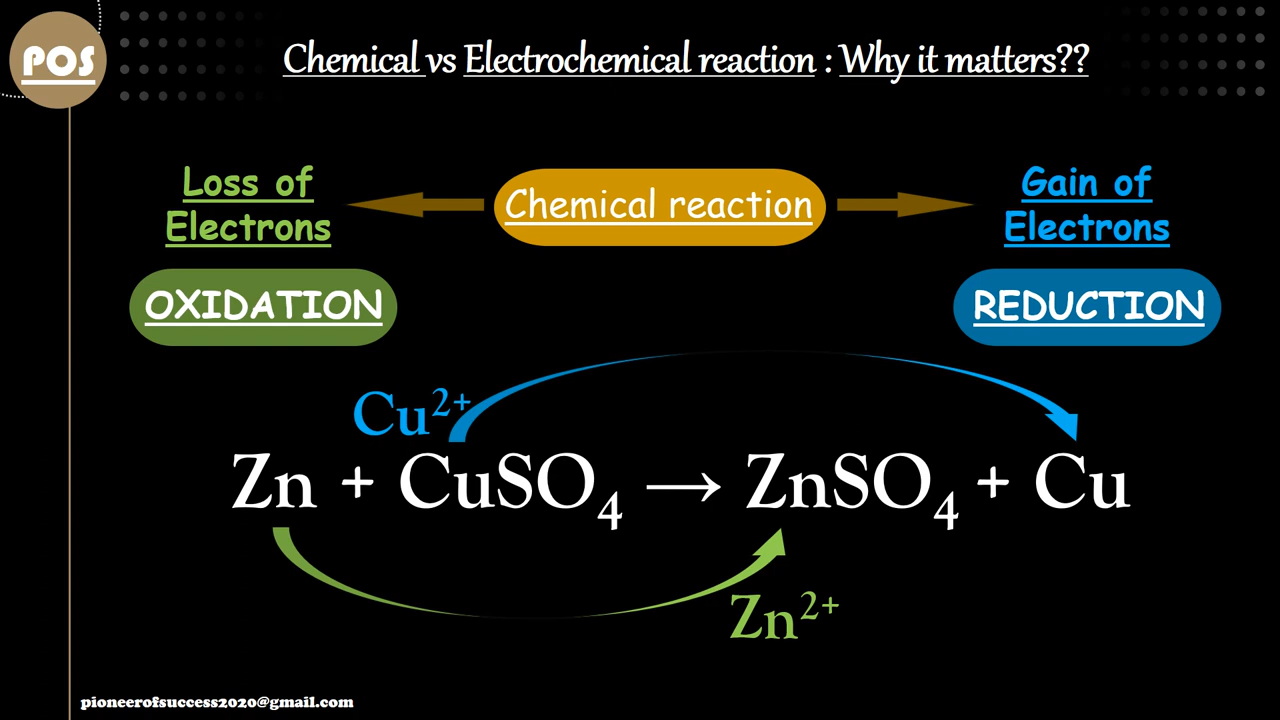 POS
Chemical vs Electrochemical reaction : Why it matters??
Loss of
Electrons
Chemical reaction
Gain of
Electrons
OXIDATION
REDUCTION
Cu²⁺
Zn + CuSO₄ → ZnSO₄ + Cu
Zn²⁺
pioneerofsuccess2020@gmail.com